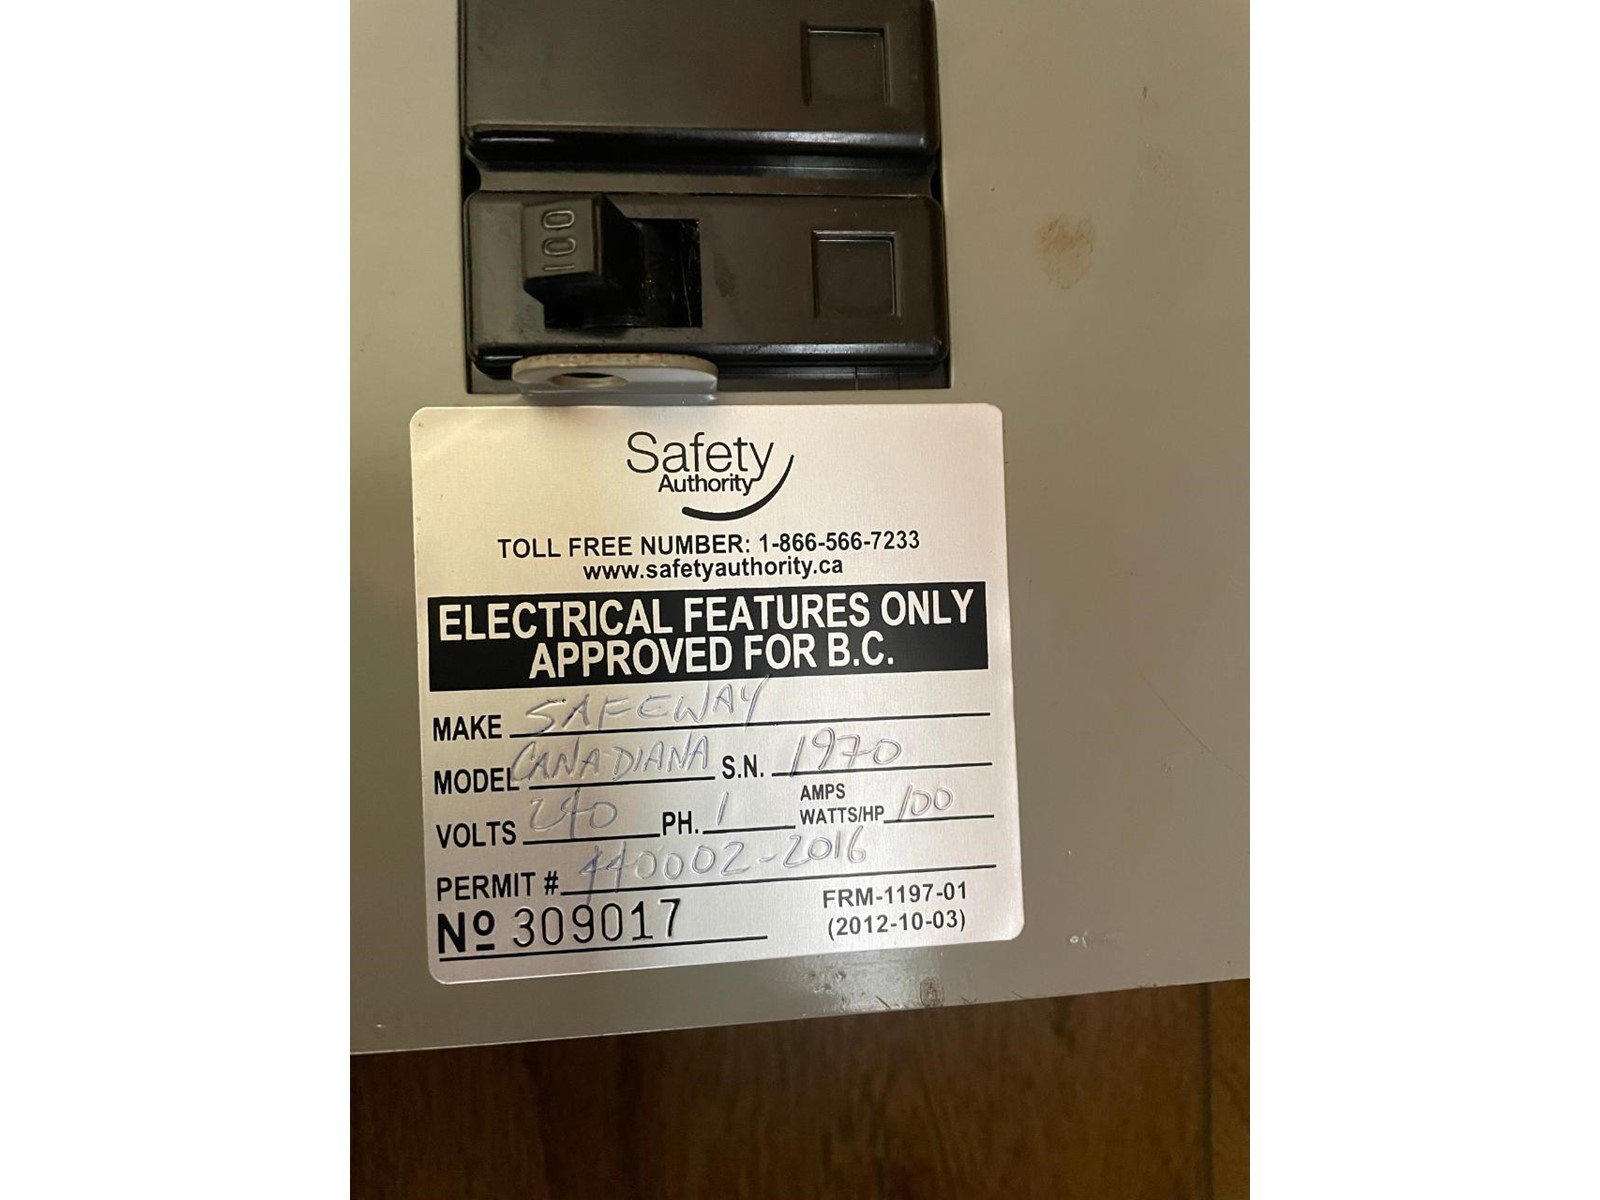 100
Safety
Authority
TOLL FREE NUMBER: 1-866-566-7233
www.safetyauthority.ca
ELECTRICAL FEATURES ONLY
APPROVED FOR B.C.
MAKE SAFEWAY
MODEL CANADIANA S.N. 1970
VOLTS 240 PH. 1 AMPS WATTS/HP 100
PERMIT # 440002-2016
Nº 309017
FRM-1197-01
(2012-10-03)